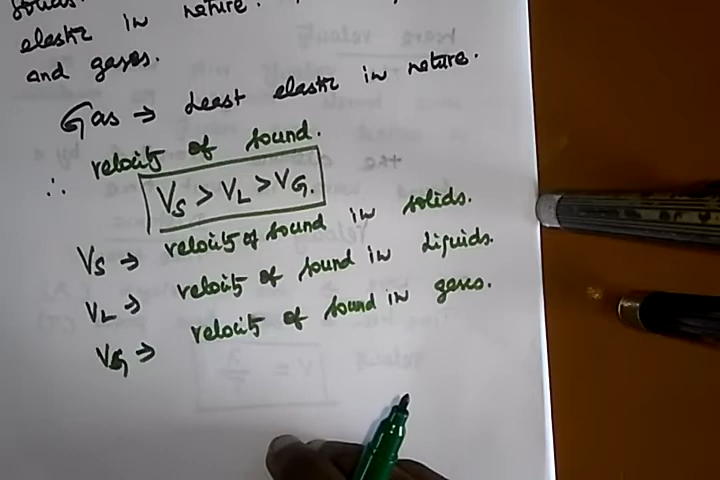 solids.
elastic in nature.
and gases.
Gas → Least elastic in nature.
∴ velocity of sound.
VS > VL > VG.
VS → velocity of sound in solids.
VL → velocity of sound in Liquids.
VG → velocity of sound in gases.